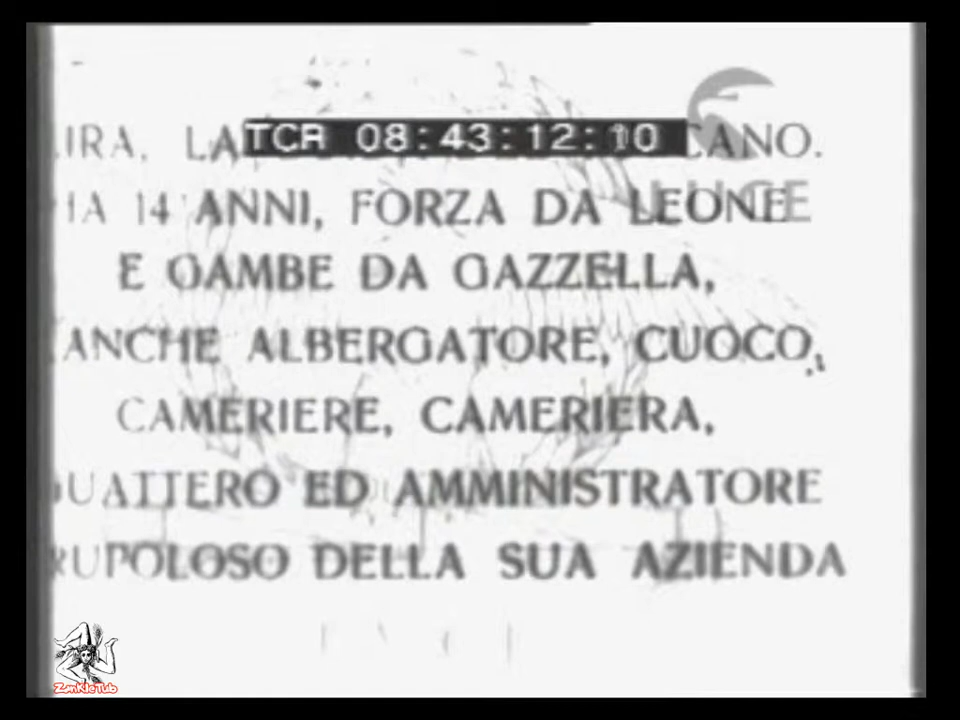 TCR 08:43:12:10
LUCE
14 ANNI, FORZA DA LEONE
E GAMBE DA GAZZELLA,
ANCHE ALBERGATORE, CUOCO,
CAMERIERE, CAMERIERA,
ED AMMINISTRATORE
DELLA SUA AZIENDA
ZanKleTub